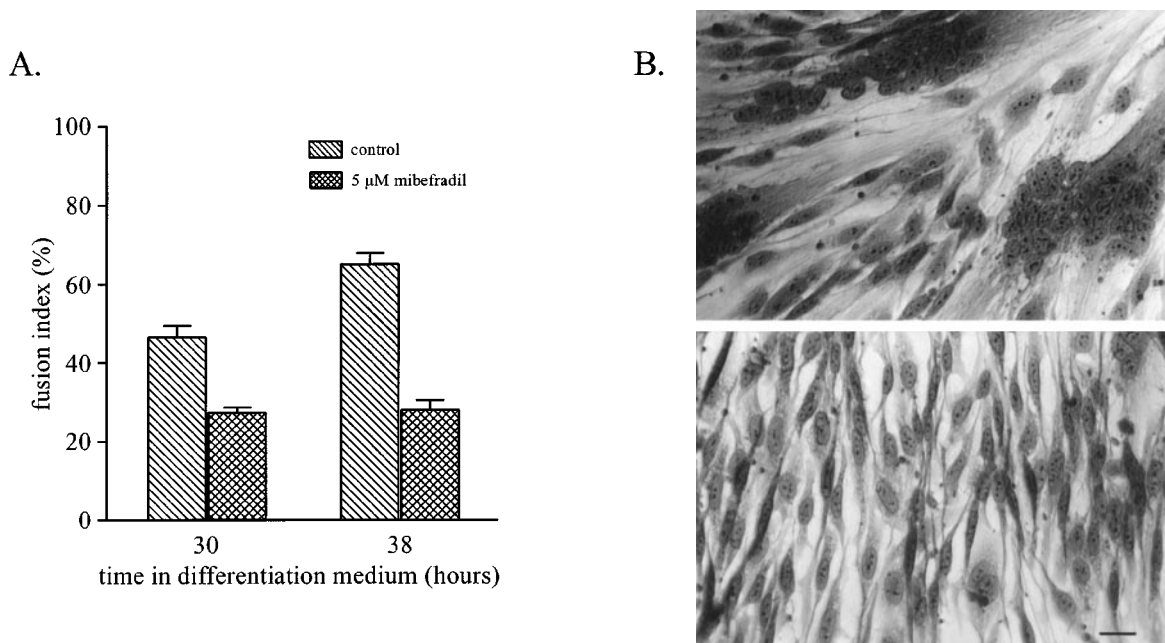 A.
B.
100
80
60
40
20
0
fusion index (%)
control
5 μM mibefradil
30
38
time in differentiation medium (hours)